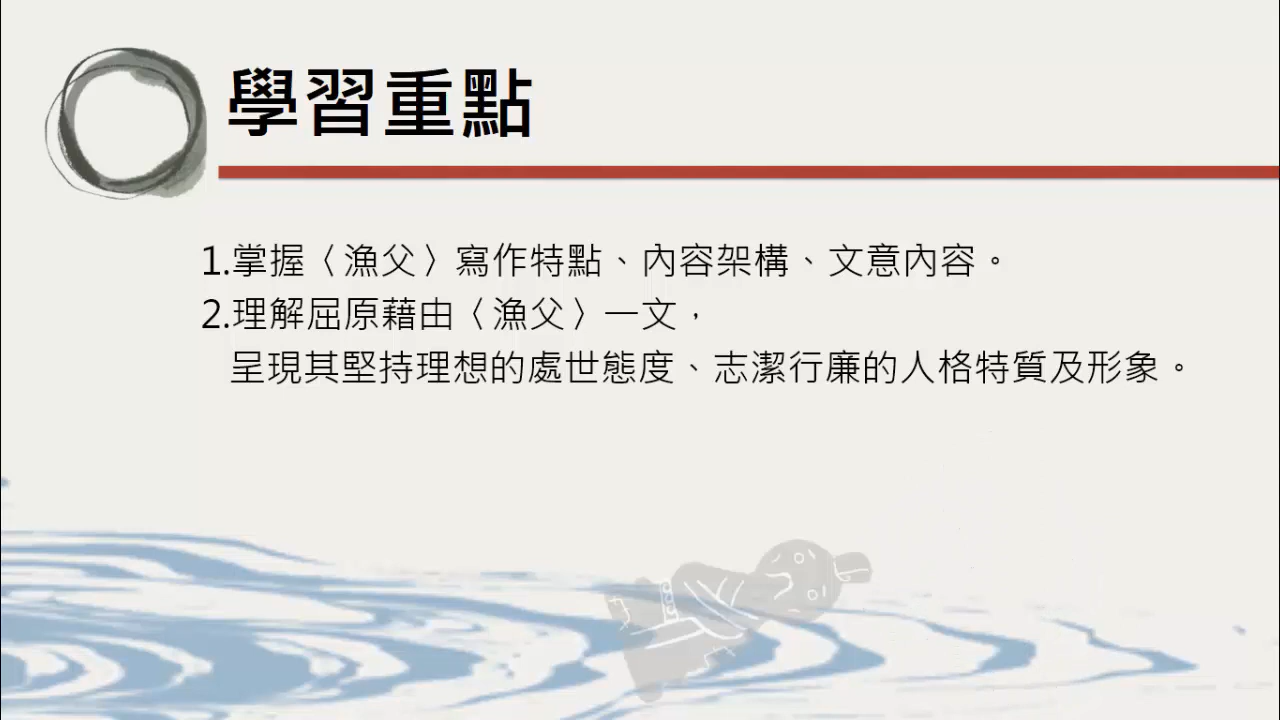 學習重點
1.掌握〈漁父〉寫作特點、內容架構、文意內容。
2.理解屈原藉由〈漁父〉一文，
呈現其堅持理想的處世態度、志潔行廉的人格特質及形象。